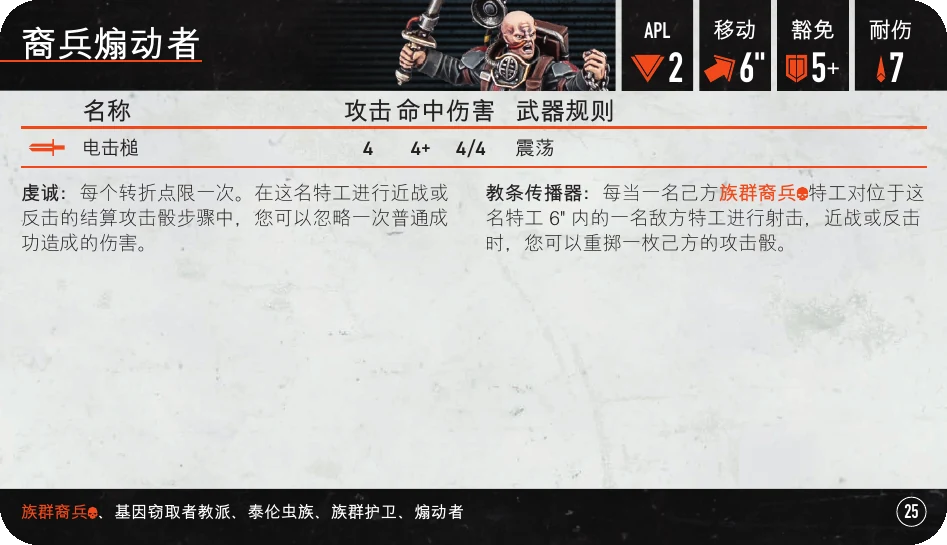 裔兵煽动者
APL 移动 豁免 耐伤
2 6" 5+ 7
名称 攻击 命中 伤害 武器规则
电击槌 4 4+ 4/4 震荡
虔诚：每个转折点限一次。在这名特工进行近战或
反击的结算攻击骰步骤中，您可以忽略一次普通成
功造成的伤害。
教条传播器：每当一名己方族群裔兵特工对位于这
名特工 6" 内的一名敌方特工进行射击，近战或反击
时，您可以重掷一枚己方的攻击骰。
族群裔兵、基因窃取者教派、泰伦虫族、族群护卫、煽动者
25